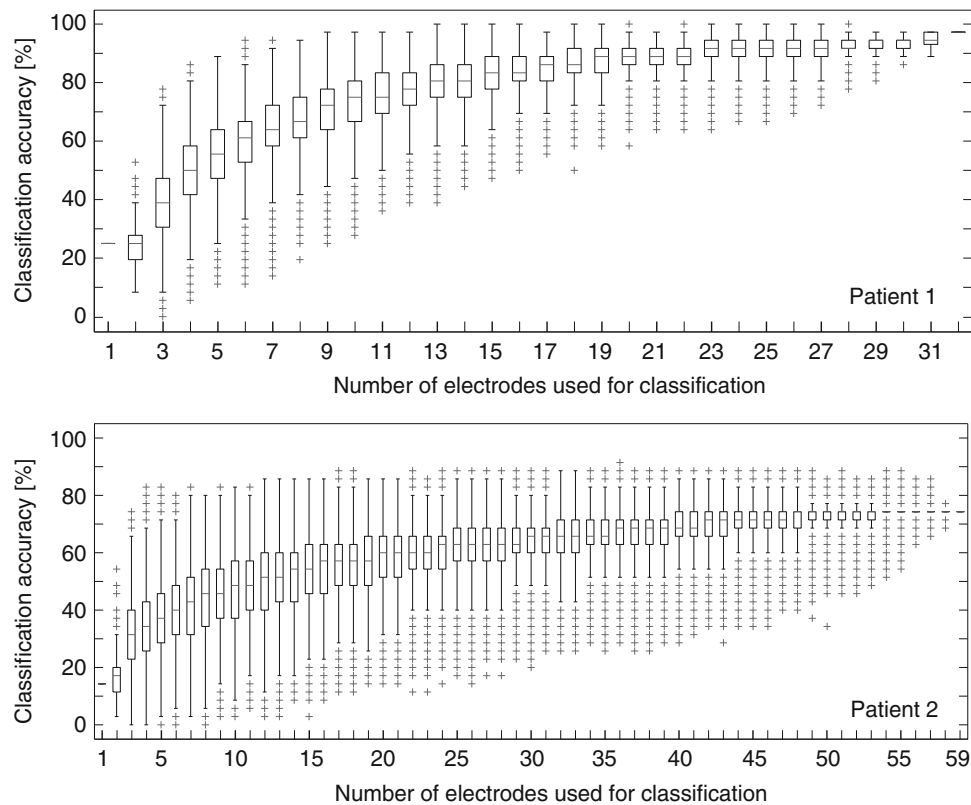 Classification accuracy [%]
100
80
60
40
20
0
Patient 1
1 3 5 7 9 11 13 15 17 19 21 23 25 27 29 31
Number of electrodes used for classification
Classification accuracy [%]
100
80
60
40
20
0
Patient 2
1 5 10 15 20 25 30 35 40 45 50 55 59
Number of electrodes used for classification